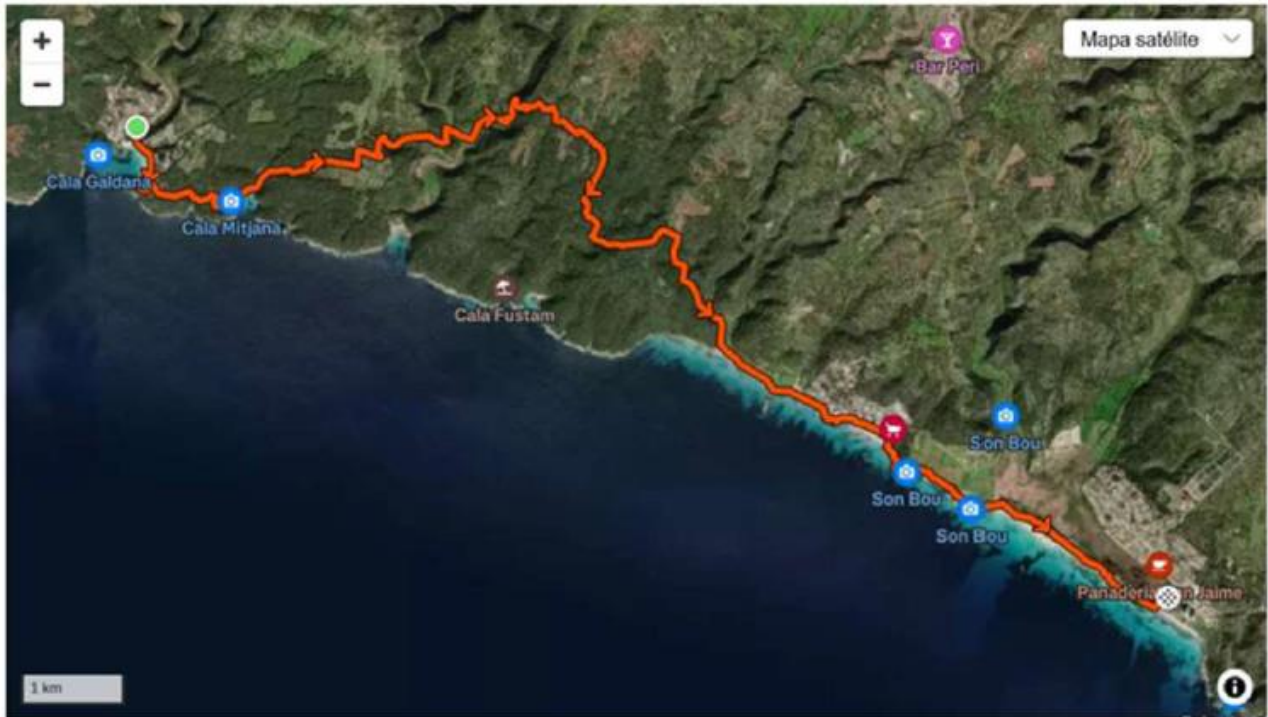 +
Mapa satélite
−
Bar Peri
Cala Galdana
Cala Mitjana
Cala Fustam
Son Bou
Son Bou
Son Bou
Jaime
1 km
i